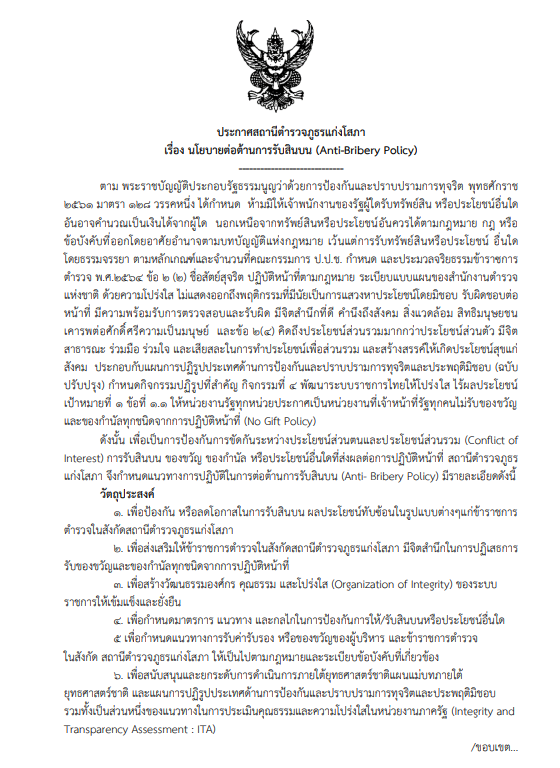 ประกาศสถานีตำรวจภูธรแก่งโสภา
เรื่อง นโยบายต่อต้านการรับสินบน (Anti-Bribery Policy)
-----------------------------
ตาม พระราชบัญญัติประกอบรัฐธรรมนูญว่าด้วยการป้องกันและปราบปรามการทุจริต พุทธศักราช
๒๕๖๑ มาตรา ๑๒๘ วรรคหนึ่ง ได้กำหนด ห้ามมิให้เจ้าพนักงานของรัฐผู้ใดรับทรัพย์สิน หรือประโยชน์อื่นใด
อันอาจคำนวณเป็นเงินได้จากผู้ใด นอกเหนือจากทรัพย์สินหรือประโยชน์อันควรได้ตามกฎหมาย กฎ หรือ
ข้อบังคับที่ออกโดยอาศัยอำนาจตามบทบัญญัติแห่งกฎหมาย เว้นแต่การรับทรัพย์สินหรือประโยชน์ อื่นใด
โดยธรรมจรรยา ตามหลักเกณฑ์และจำนวนที่คณะกรรมการ ป.ป.ช. กำหนด และประมวลจริยธรรมข้าราชการ
ตำรวจ พ.ศ.๒๕๖๔ ข้อ ๒ (๒) ซื่อสัตย์สุจริต ปฏิบัติหน้าที่ตามกฎหมาย ระเบียบแบบแผนของสำนักงานตำรวจ
แห่งชาติ ด้วยความโปร่งใส ไม่แสดงออกถึงพฤติกรรมที่มีนัยเป็นการแสวงหาประโยชน์โดยมิชอบ รับผิดชอบต่อ
หน้าที่ มีความพร้อมรับการตรวจสอบและรับผิด มีจิตสำนึกที่ดี คำนึงถึงสังคม สิ่งแวดล้อม สิทธิมนุษยชน
เคารพต่อศักดิ์ศรีความเป็นมนุษย์ และข้อ ๒(๔) คิดถึงประโยชน์ส่วนรวมมากกว่าประโยชน์ส่วนตัว มีจิต
สาธารณะ ร่วมมือ ร่วมใจ และเสียสละในการทำประโยชน์เพื่อส่วนรวม และสร้างสรรค์ให้เกิดประโยชน์สุขแก่
สังคม ประกอบกับแผนการปฏิรูปประเทศด้านการป้องกันและปราบปรามการทุจริตและประพฤติมิชอบ (ฉบับ
ปรับปรุง) กำหนดกิจกรรมปฏิรูปที่สำคัญ กิจกรรมที่ ๔ พัฒนาระบบราชการไทยให้โปร่งใส ไร้ผลประโยชน์
เป้าหมายที่ ๑ ข้อที่ ๑.๑ ให้หน่วยงานรัฐทุกหน่วยประกาศเป็นหน่วยงานที่เจ้าหน้าที่รัฐทุกคนไม่รับของขวัญ
และของกำนัลทุกชนิดจากการปฏิบัติหน้าที่ (No Gift Policy)
ดังนั้น เพื่อเป็นการป้องกันการขัดกันระหว่างประโยชน์ส่วนตนและประโยชน์ส่วนรวม (Conflict of
Interest) การรับสินบน ของขวัญ ของกำนัล หรือประโยชน์อื่นใดที่ส่งผลต่อการปฏิบัติหน้าที่ สถานีตำรวจภูธร
แก่งโสภา จึงกำหนดแนวทางการปฏิบัติในการต่อต้านการรับสินบน (Anti- Bribery Policy) มีรายละเอียดดังนี้
วัตถุประสงค์
๑. เพื่อป้องกัน หรือลดโอกาสในการรับสินบน ผลประโยชน์ทับซ้อนในรูปแบบต่างๆแก่ข้าราชการ
ตำรวจในสังกัดสถานีตำรวจภูธรแก่งโสภา
๒. เพื่อส่งเสริมให้ข้าราชการตำรวจในสังกัดสถานีตำรวจภูธรแก่งโสภา มีจิตสำนึกในการปฏิเสธการ
รับของขวัญและของกำนัลทุกชนิดจากการปฏิบัติหน้าที่
๓. เพื่อสร้างวัฒนธรรมองค์กร คุณธรรม และโปร่งใส (Organization of Integrity) ของระบบ
ราชการให้เข้มแข็งและยั่งยืน
๔. เพื่อกำหนดมาตรการ แนวทาง และกลไกในการป้องกันการให้/รับสินบนหรือประโยชน์อื่นใด
๕ เพื่อกำหนดแนวทางการรับค่ารับรอง หรือของขวัญของผู้บริหาร และข้าราชการตำรวจ
ในสังกัด สถานีตำรวจภูธรแก่งโสภา ให้เป็นไปตามกฎหมายและระเบียบข้อบังคับที่เกี่ยวข้อง
๖. เพื่อสนับสนุนและยกระดับการดำเนินการภายใต้ยุทธศาสตร์ชาติแผนแม่บทภายใต้
ยุทธศาสตร์ชาติ และแผนการปฏิรูปประเทศด้านการป้องกันและปราบปรามการทุจริตและประพฤติมิชอบ
รวมทั้งเป็นส่วนหนึ่งของแนวทางในการประเมินคุณธรรมและความโปร่งใสในหน่วยงานภาครัฐ (Integrity and
Transparency Assessment : ITA)
/ขอบเขต...